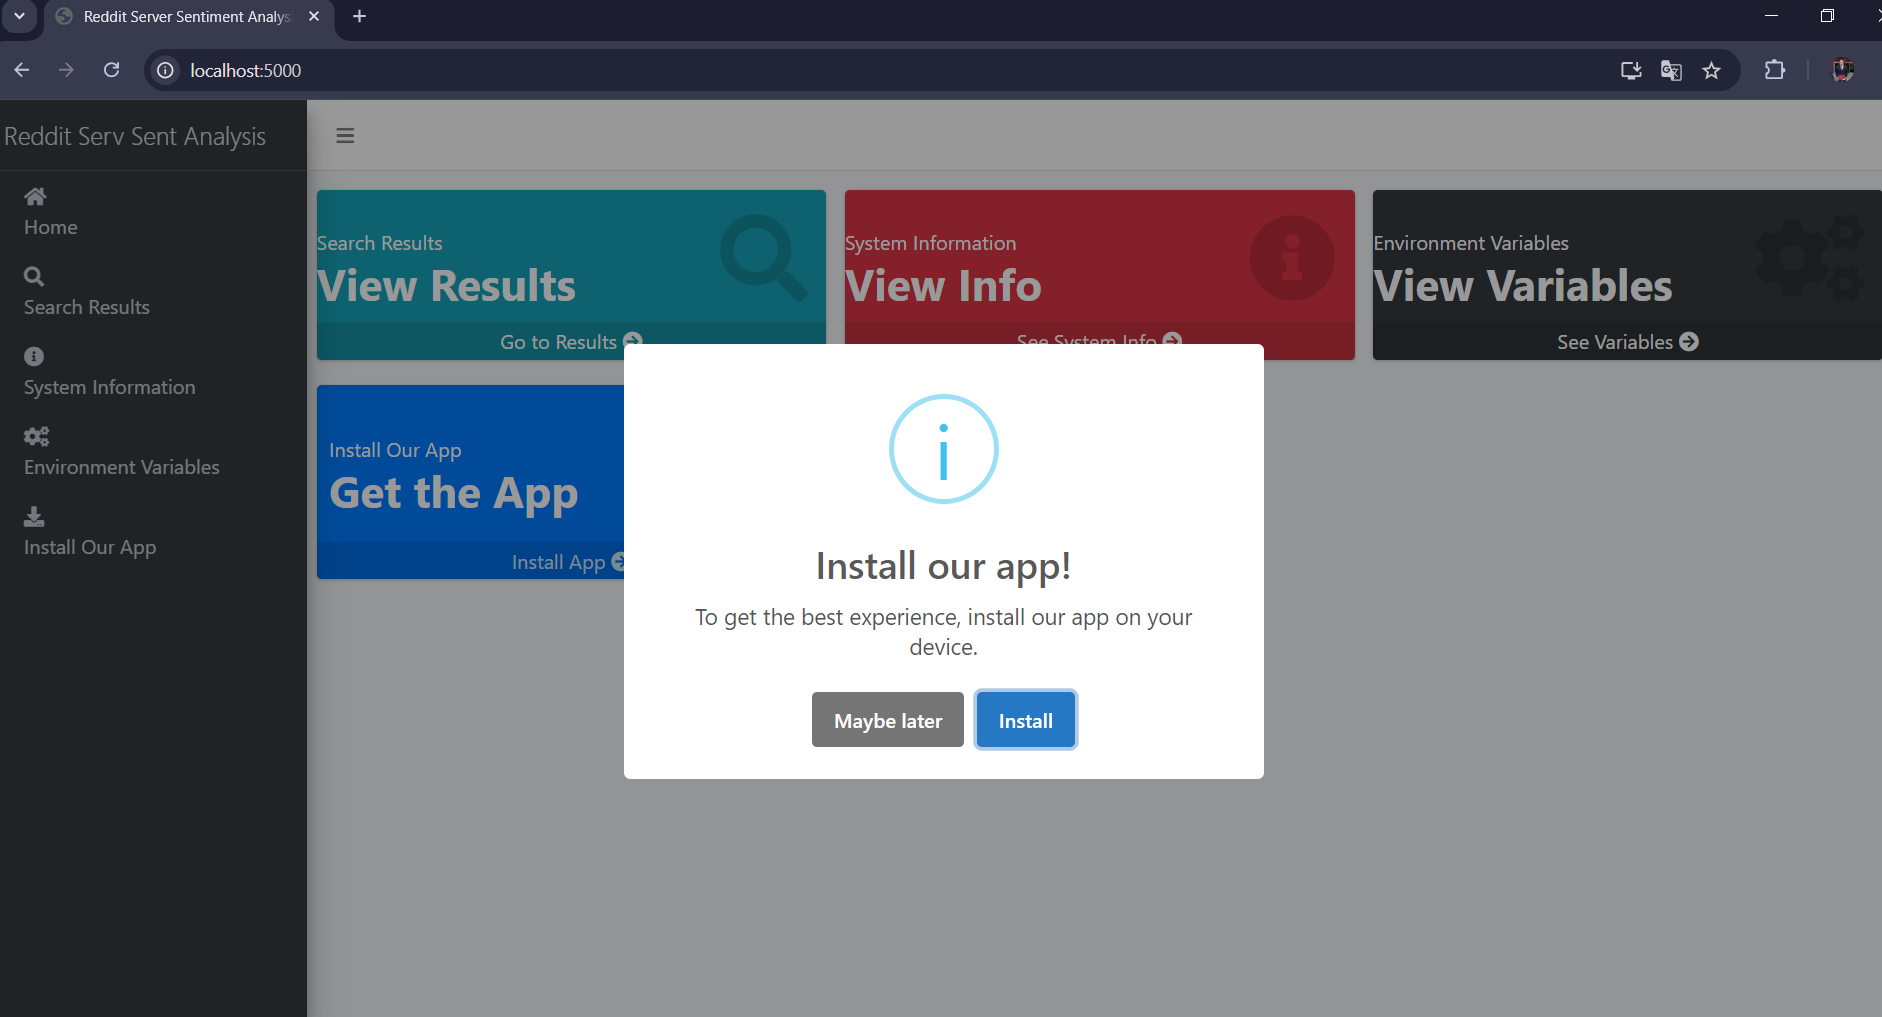 Reddit Server Sentiment Analys
localhost:5000
Reddit Serv Sent Analysis
Home
Search Results
System Information
Environment Variables
Install Our App
Search Results
View Results
Go to Results
System Information
View Info
See System Info
Environment Variables
View Variables
See Variables
Install Our App
Get the App
Install App
i
Install our app!
To get the best experience, install our app on your
device.
Maybe later
Install